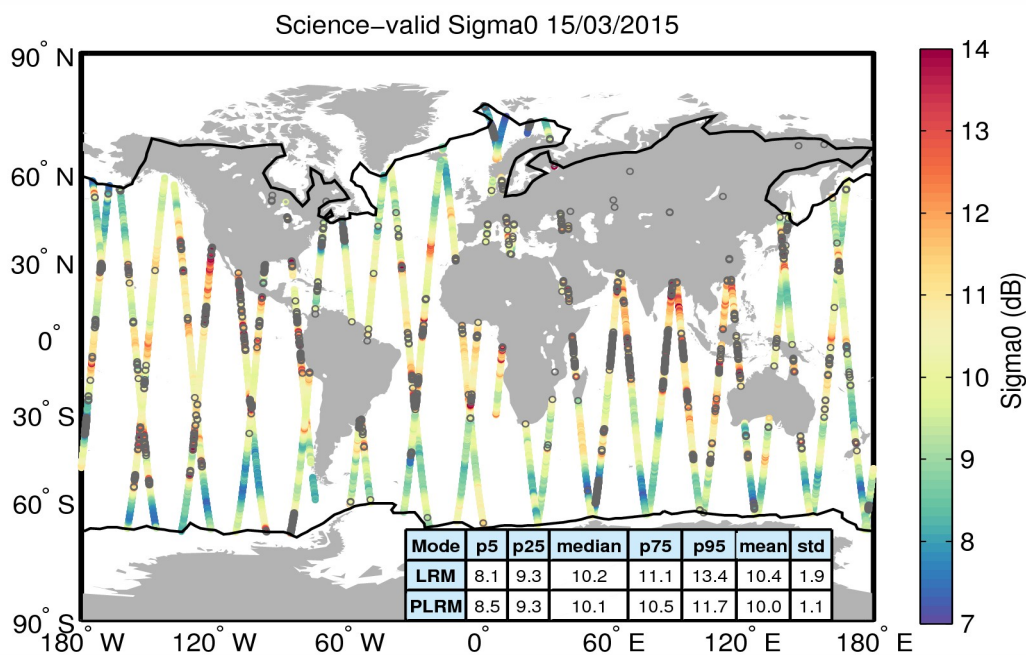 Science−valid Sigma0 15/03/2015
90° N
60° N
30° N
0°
30° S
60° S
90° S
180° W
120° W
60° W
0°
60° E
120° E
180° E
14
13
12
11
10
9
8
7
Sigma0 (dB)
Mode p5 p25 median p75 p95 mean std
LRM 8.1 9.3 10.2 11.1 13.4 10.4 1.9
PLRM 8.5 9.3 10.1 10.5 11.7 10.0 1.1